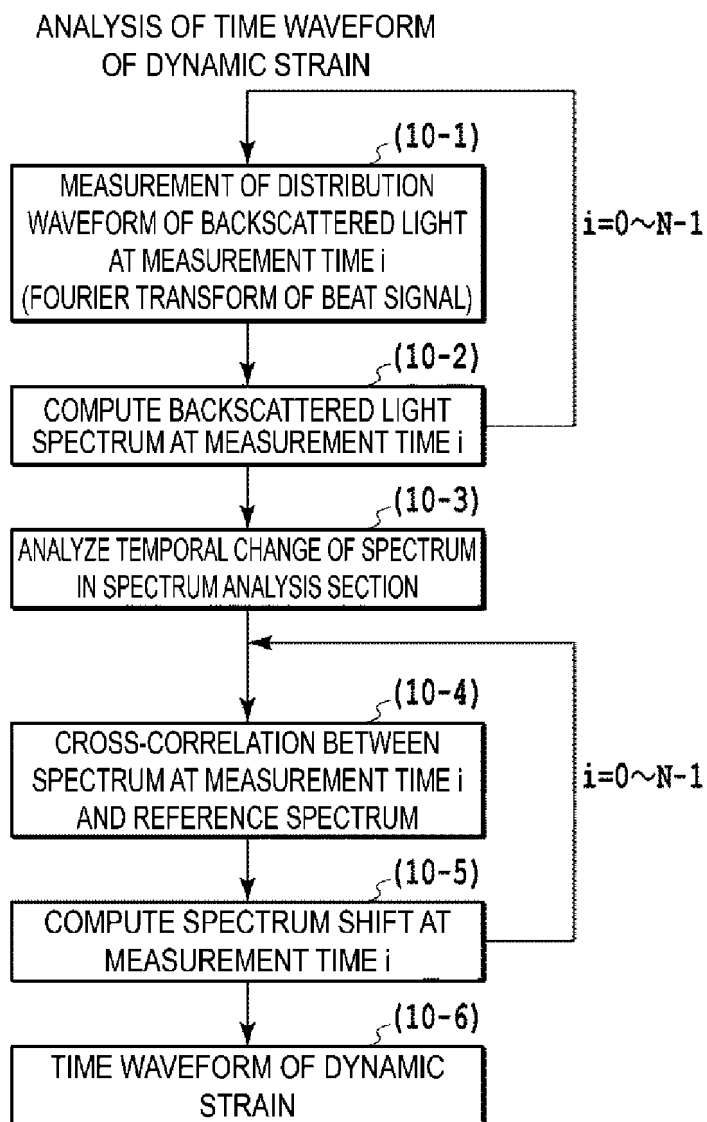 ANALYSIS OF TIME WAVEFORM
OF DYNAMIC STRAIN
(10-1)
MEASUREMENT OF DISTRIBUTION
WAVEFORM OF BACKSCATTERED LIGHT
AT MEASUREMENT TIME i
(FOURIER TRANSFORM OF BEAT SIGNAL)
i=0～N-1
(10-2)
COMPUTE BACKSCATTERED LIGHT
SPECTRUM AT MEASUREMENT TIME i
(10-3)
ANALYZE TEMPORAL CHANGE OF SPECTRUM
IN SPECTRUM ANALYSIS SECTION
(10-4)
CROSS-CORRELATION BETWEEN
SPECTRUM AT MEASUREMENT TIME i
AND REFERENCE SPECTRUM
i=0～N-1
(10-5)
COMPUTE SPECTRUM SHIFT AT
MEASUREMENT TIME i
(10-6)
TIME WAVEFORM OF DYNAMIC
STRAIN